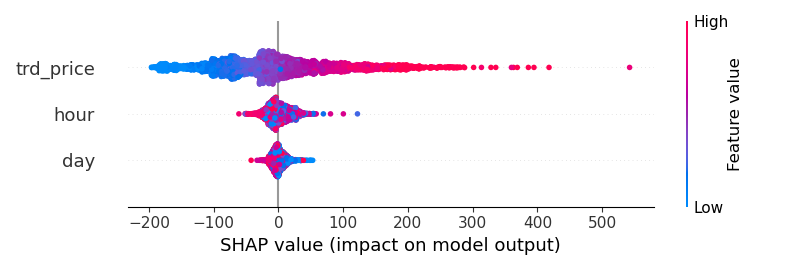 High
trd_price
hour
day
Feature value
Low
−200 −100 0 100 200 300 400 500
SHAP value (impact on model output)